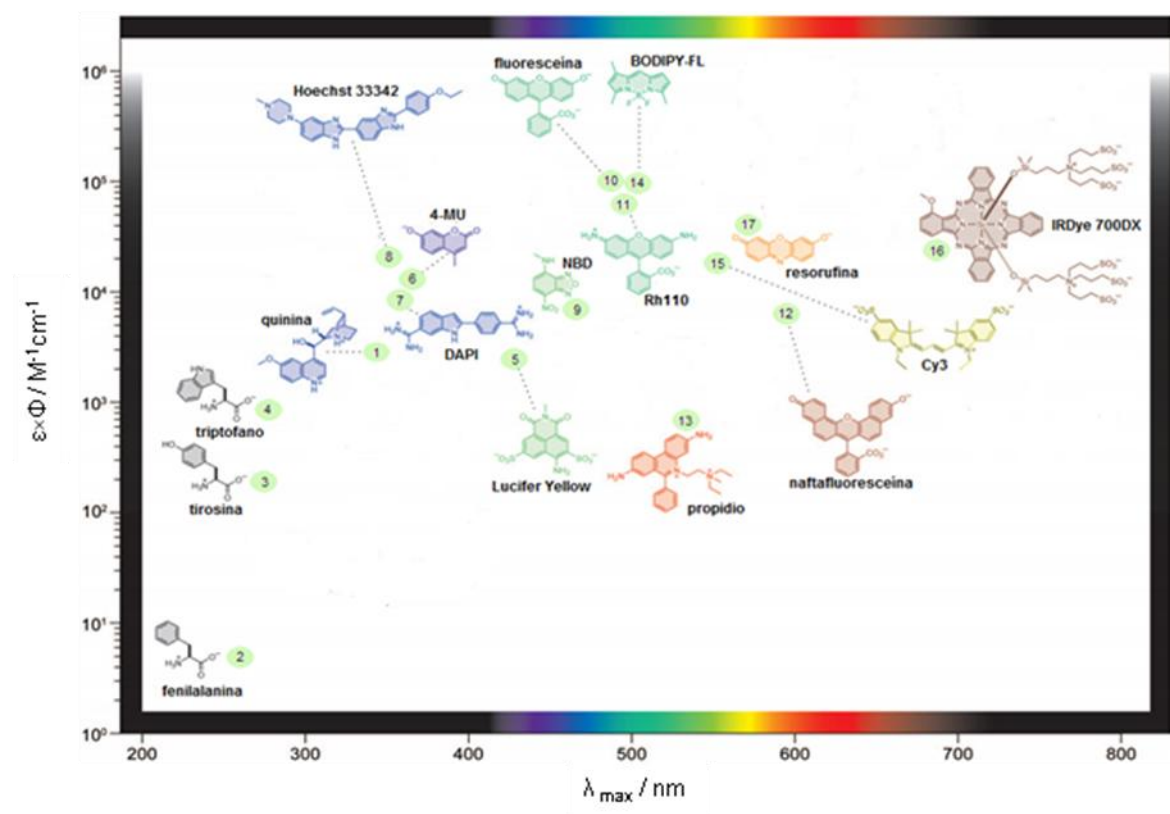 fluoresceina
BODIPY-FL
10⁶
Hoechst 33342
10⁵
10
14
11
4-MU
17
IRDye 700DX
8
NBD
15
resorufina
16
6
10⁴
7
Rh110
9
12
quinina
DAPI
1
5
Cy3
10³
4
triptofano
13
3
Lucifer Yellow
naftafluoresceina
tirosina
propidio
10²
10¹
2
fenilalanina
10⁰
200 300 400 500 600 700 800
ε×Φ / M⁻¹cm⁻¹
λ max / nm